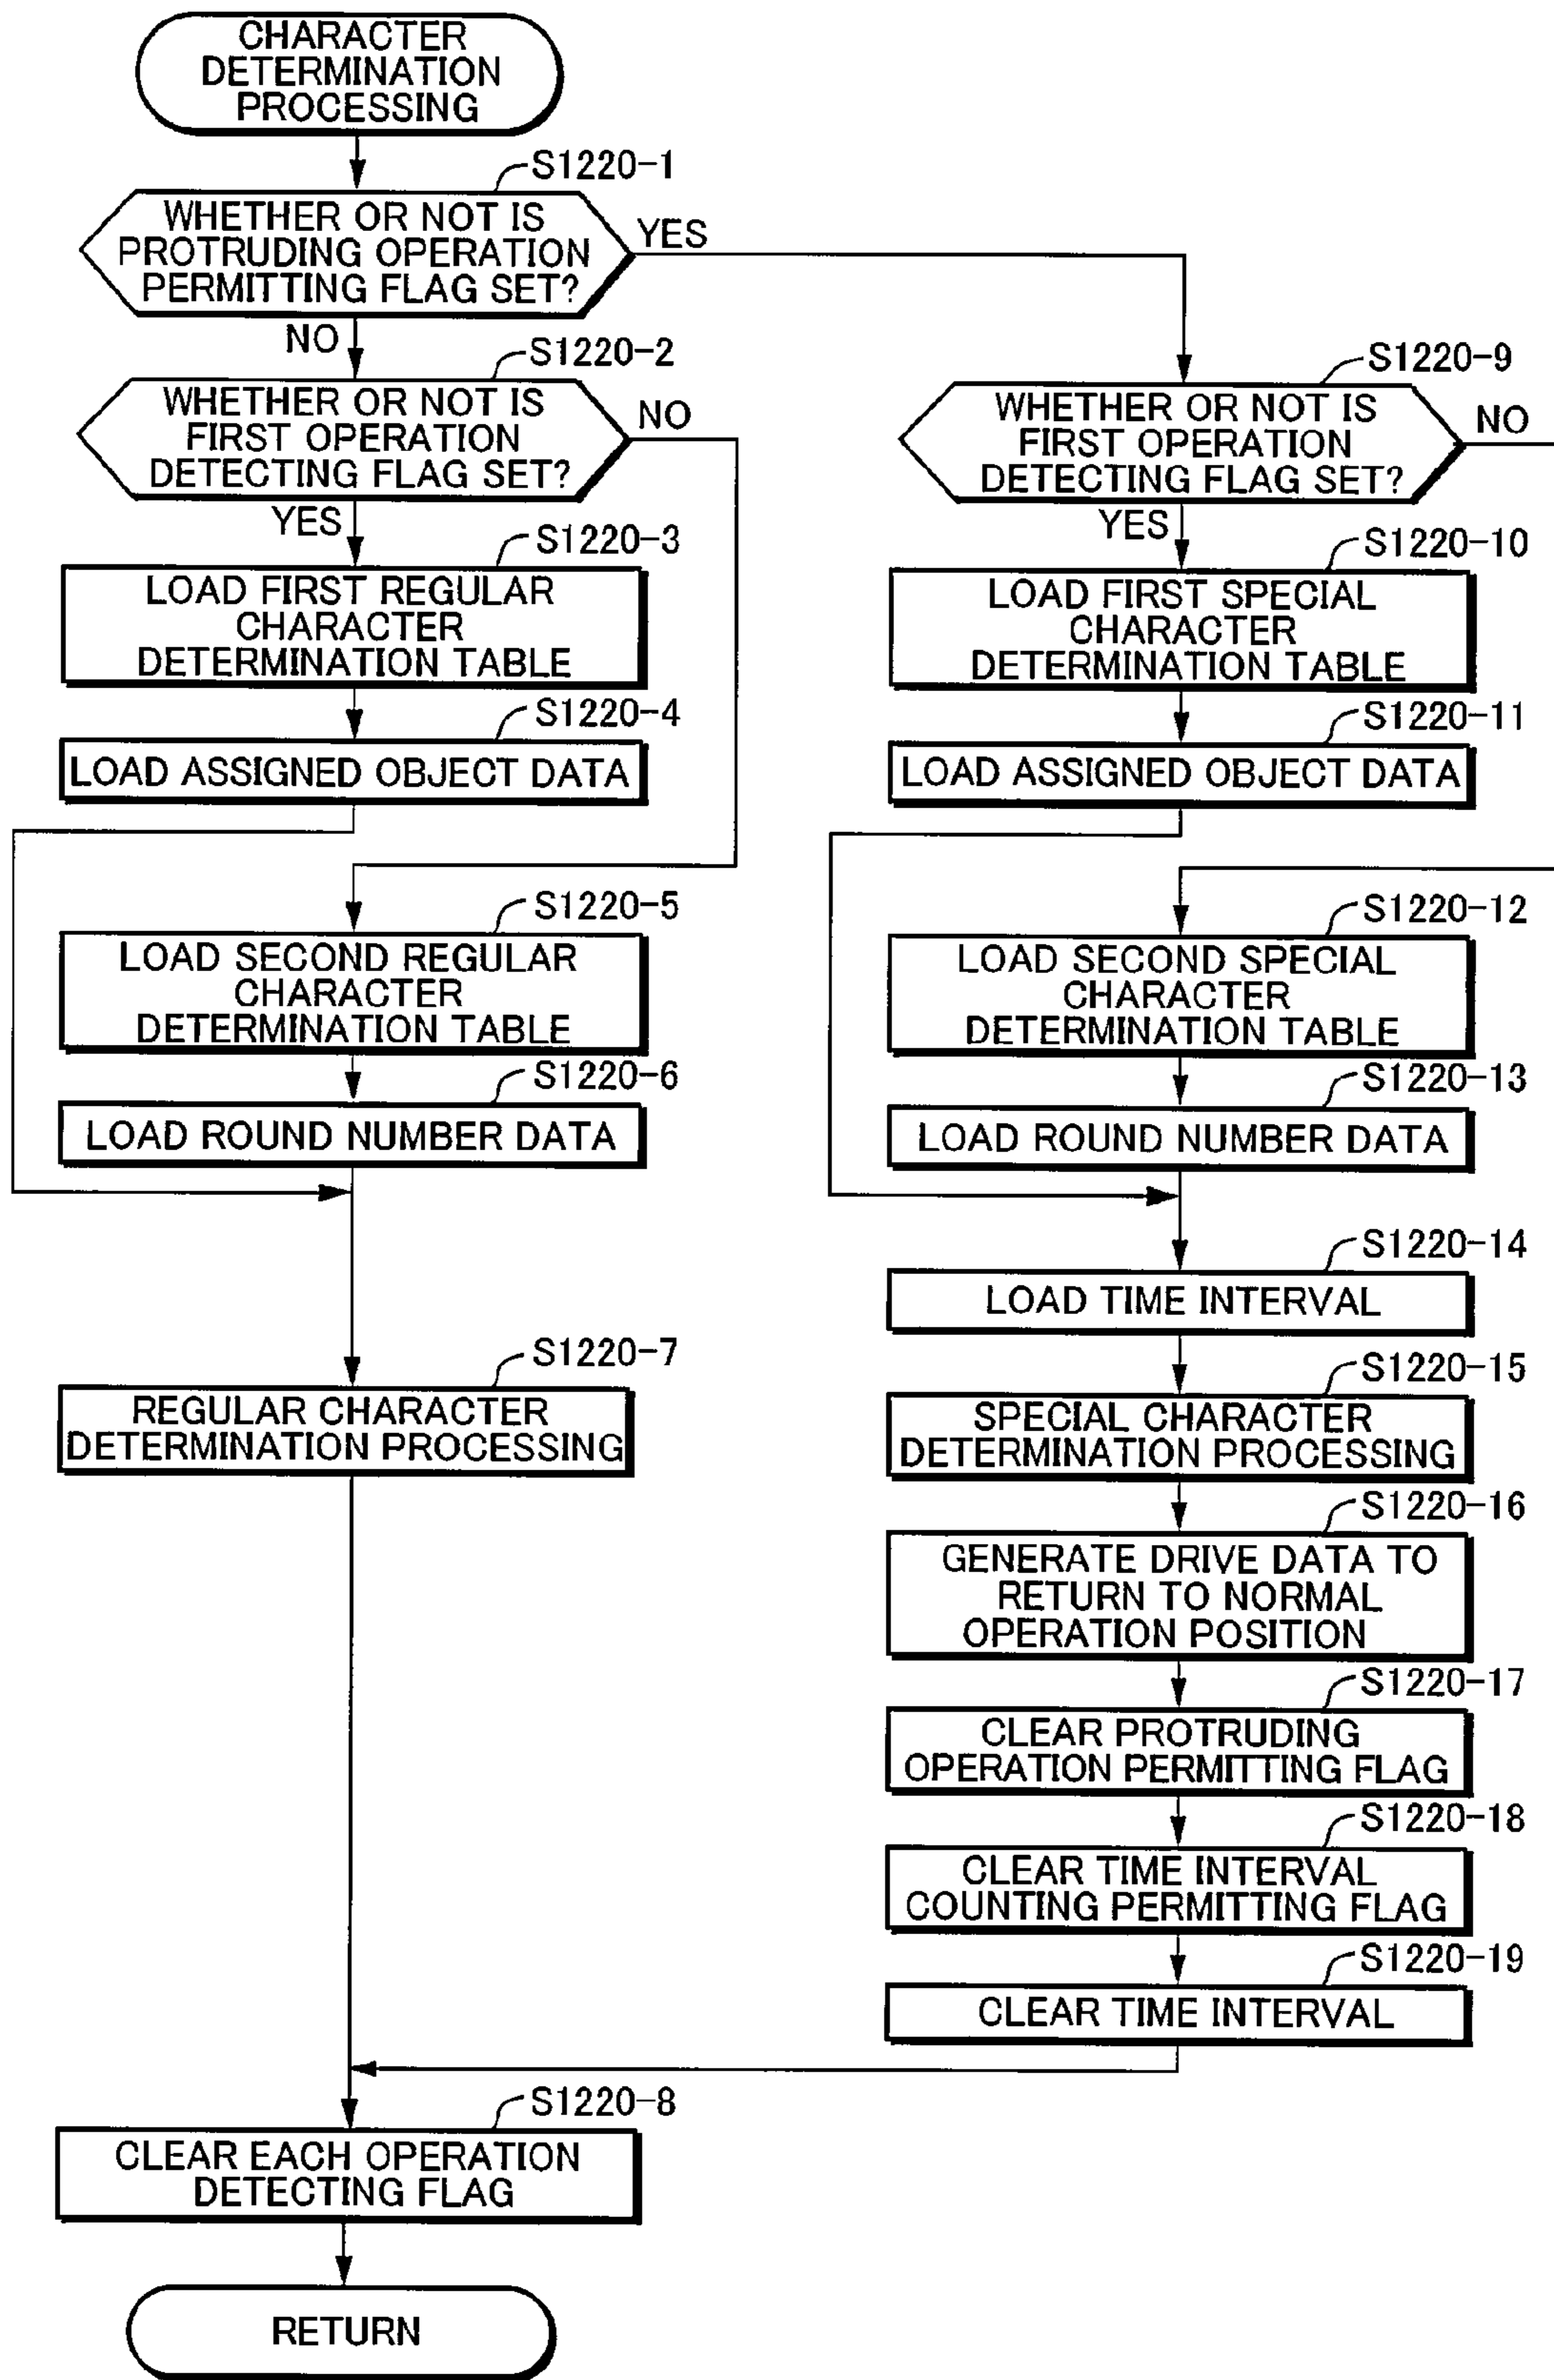 CHARACTER
DETERMINATION
PROCESSING
S1220-1
WHETHER OR NOT IS
PROTRUDING OPERATION
PERMITTING FLAG SET?
YES
NO
S1220-2
WHETHER OR NOT IS
FIRST OPERATION
DETECTING FLAG SET?
NO
YES
S1220-3
LOAD FIRST REGULAR
CHARACTER
DETERMINATION TABLE
S1220-4
LOAD ASSIGNED OBJECT DATA
S1220-5
LOAD SECOND REGULAR
CHARACTER
DETERMINATION TABLE
S1220-6
LOAD ROUND NUMBER DATA
S1220-7
REGULAR CHARACTER
DETERMINATION PROCESSING
S1220-9
WHETHER OR NOT IS
FIRST OPERATION
DETECTING FLAG SET?
NO
YES
S1220-10
LOAD FIRST SPECIAL
CHARACTER
DETERMINATION TABLE
S1220-11
LOAD ASSIGNED OBJECT DATA
S1220-12
LOAD SECOND SPECIAL
CHARACTER
DETERMINATION TABLE
S1220-13
LOAD ROUND NUMBER DATA
S1220-14
LOAD TIME INTERVAL
S1220-15
SPECIAL CHARACTER
DETERMINATION PROCESSING
S1220-16
GENERATE DRIVE DATA TO
RETURN TO NORMAL
OPERATION POSITION
S1220-17
CLEAR PROTRUDING
OPERATION PERMITTING FLAG
S1220-18
CLEAR TIME INTERVAL
COUNTING PERMITTING FLAG
S1220-19
CLEAR TIME INTERVAL
S1220-8
CLEAR EACH OPERATION
DETECTING FLAG
RETURN